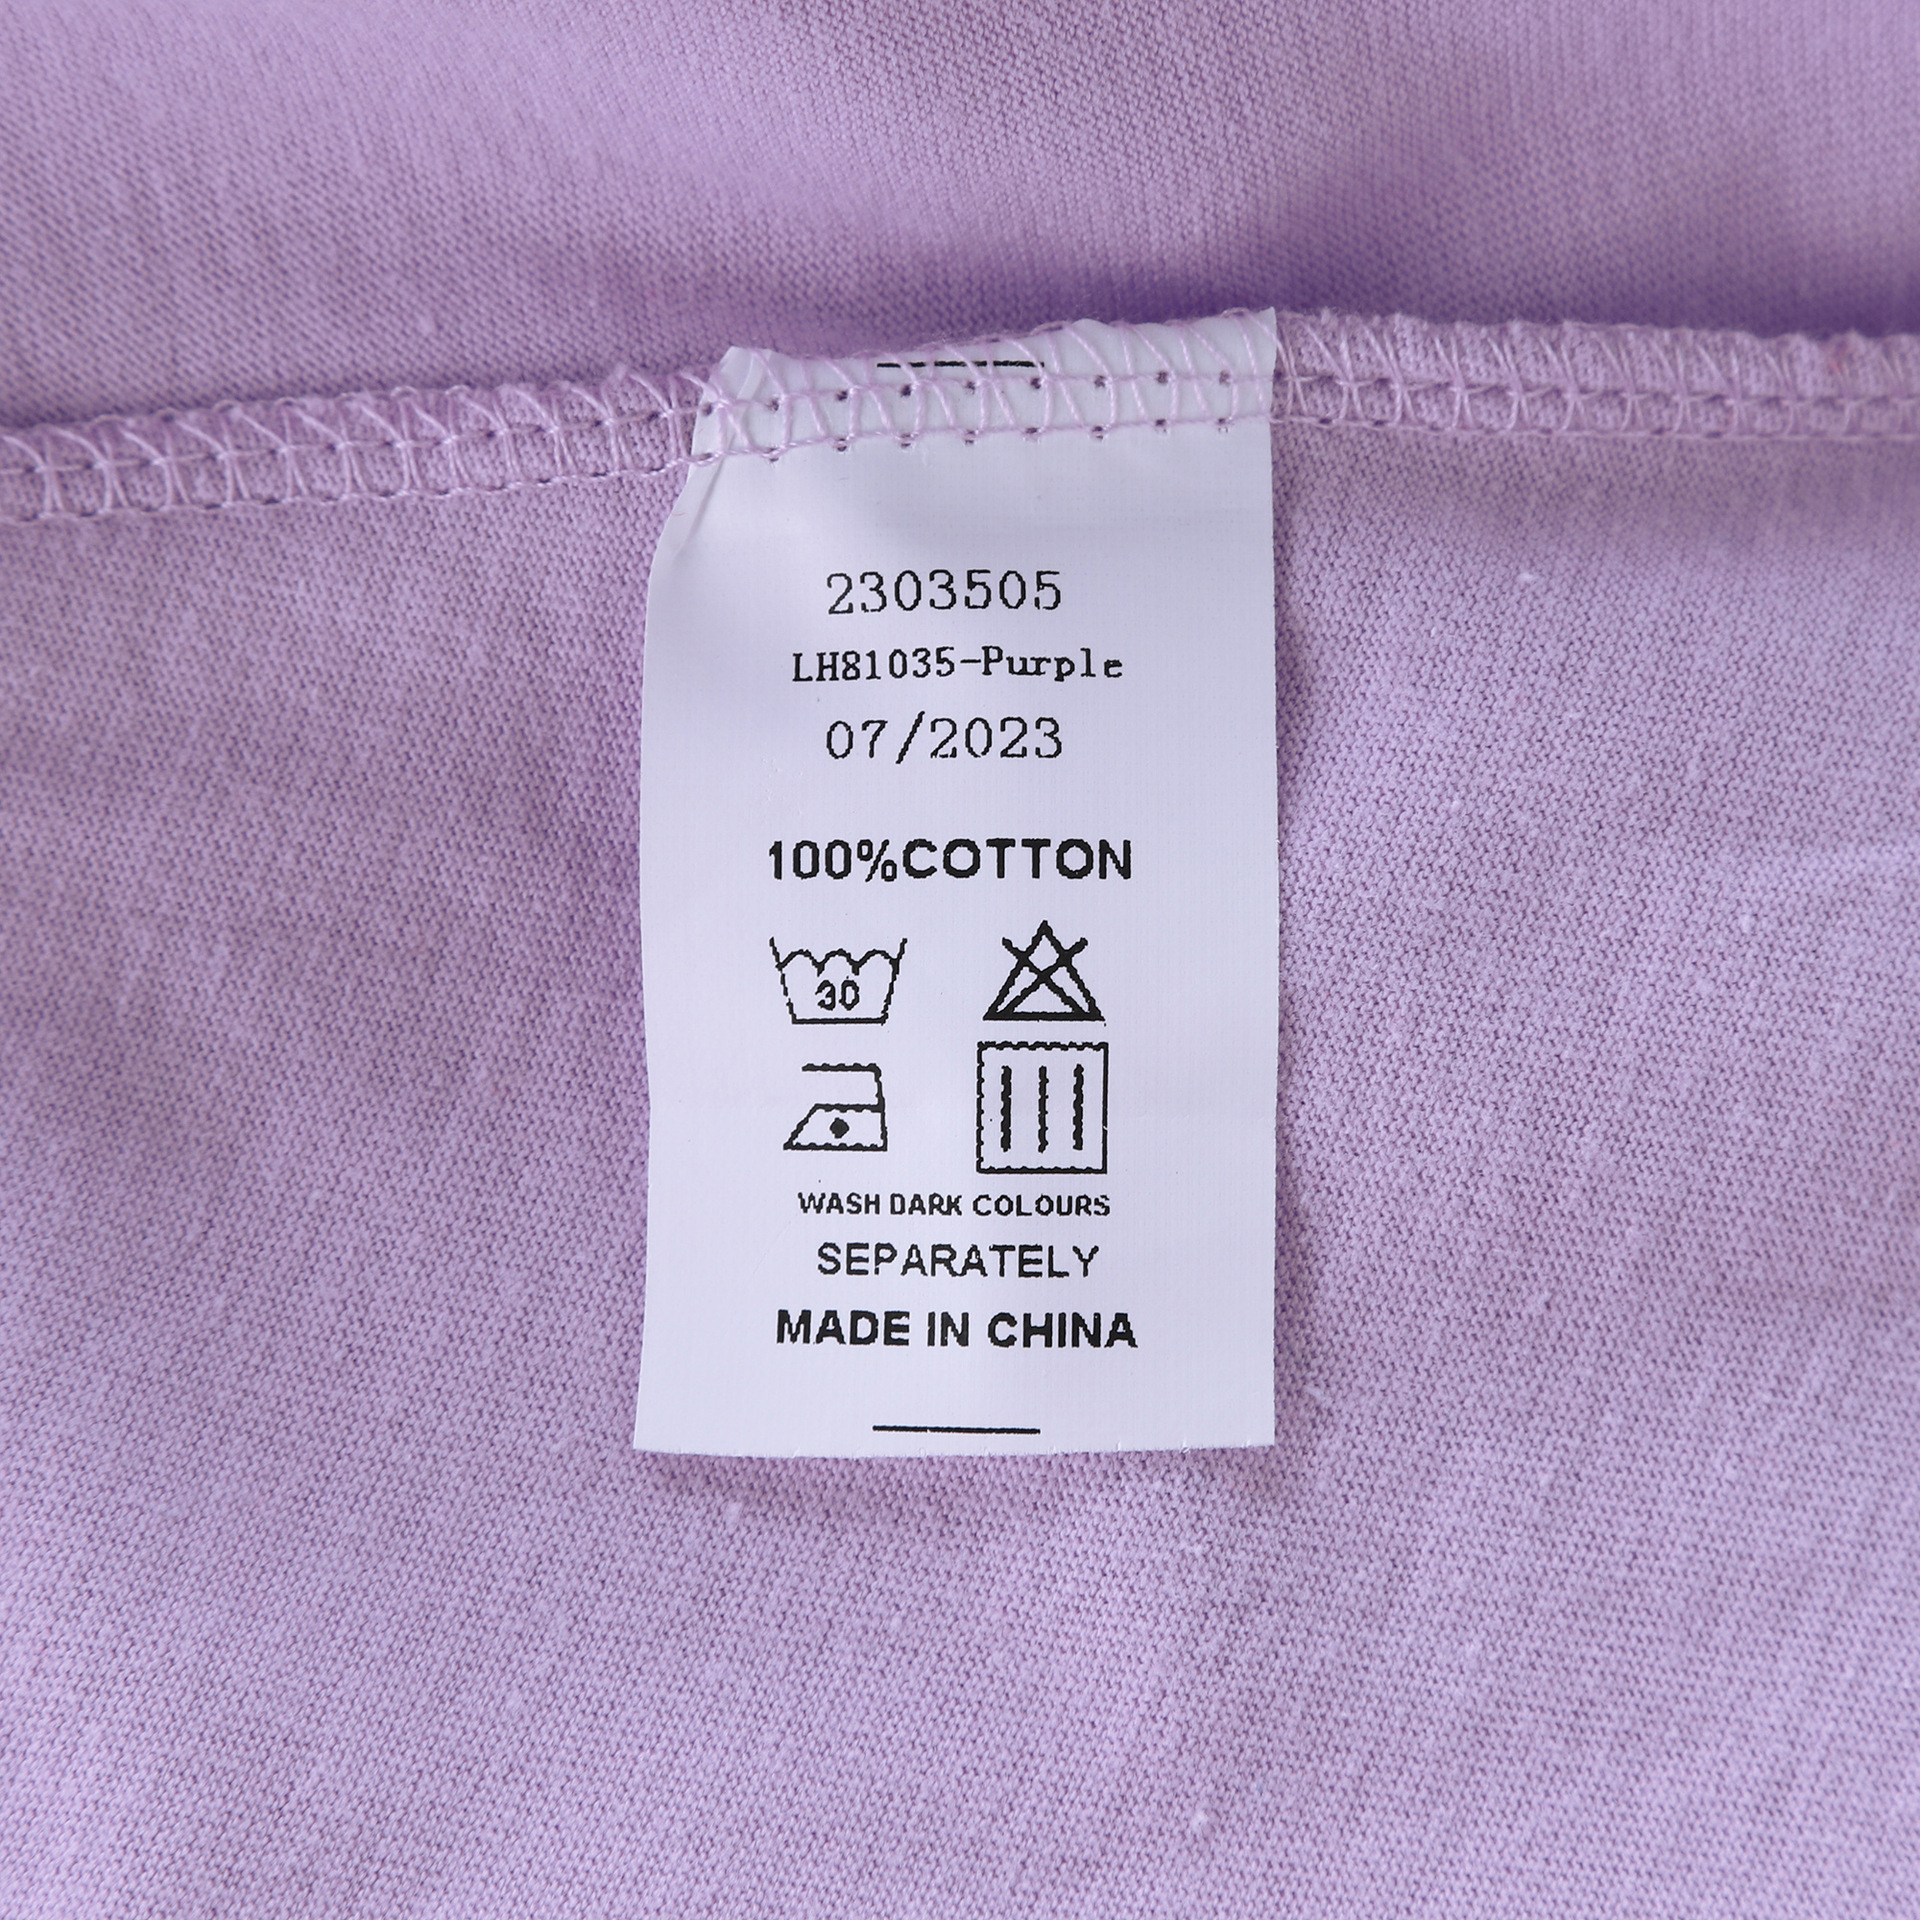 2303505
LH81035-Purple
07/2023
100%COTTON
30
WASH DARK COLOURS
SEPARATELY
MADE IN CHINA